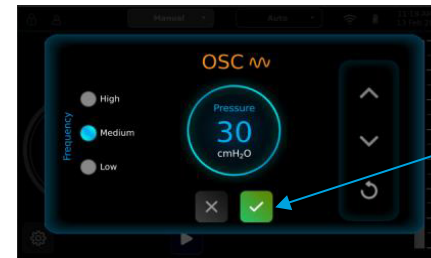 Manual
Auto
OSC
High
Medium
Low
Frequency
Pressure
30
cmH₂O